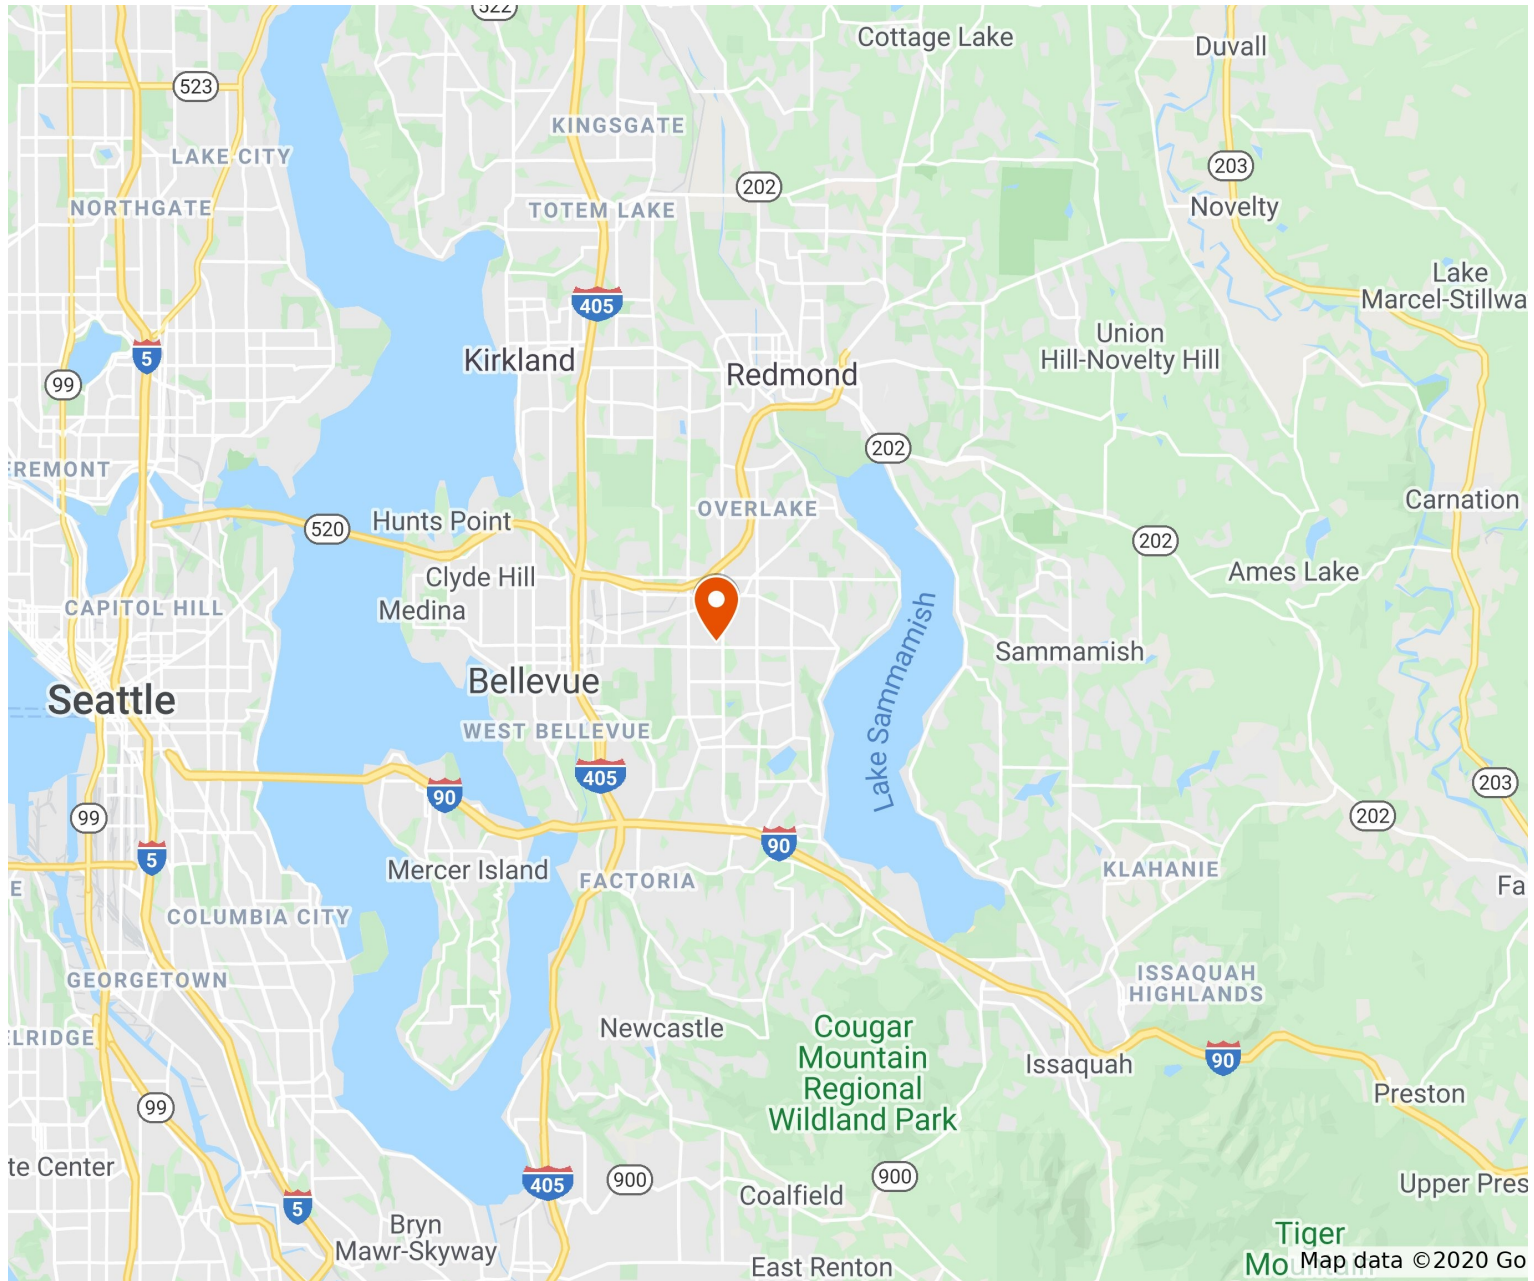 522
Cottage Lake
Duvall
523
KINGSGATE
LAKE CITY
203
202
NORTHGATE
TOTEM LAKE
Novelty
Lake
Marcel-Stillwa
405
Union
Hill-Novelty Hill
5
Kirkland
Redmond
99
202
REMONT
Carnation
OVERLAKE
Hunts Point
520
202
Ames Lake
Clyde Hill
CAPITOL HILL
Medina
Sammamish
Bellevue
Seattle
Lake Sammamish
WEST BELLEVUE
405
203
90
99
202
90
5
Mercer Island
KLAHANIE
FACTORIA
E
Fa
COLUMBIA CITY
GEORGETOWN
ISSAQUAH
HIGHLANDS
Newcastle
Cougar
Mountain
Regional
Wildland Park
ELRIDGE
Issaquah
90
Preston
99
te Center
900
900
405
Upper Pres
Coalfield
5
Bryn
Mawr-Skyway
Tiger
Mountain
East Renton
Map data ©2020 Go